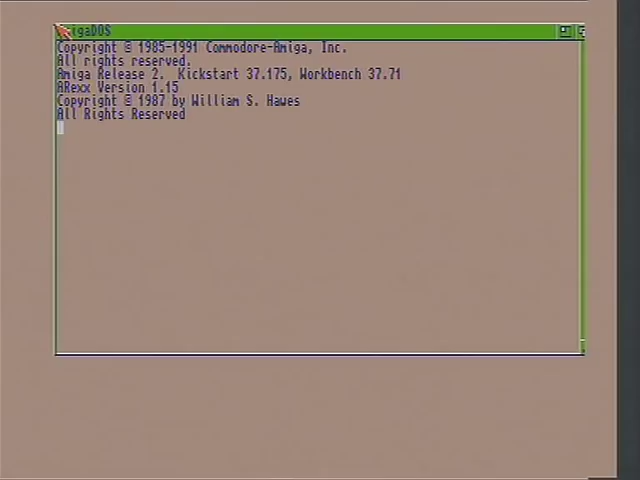 AmigaDOS
Copyright © 1985-1991 Commodore-Amiga, Inc.
All rights reserved.
Amiga Release 2.  Kickstart 37.175, Workbench 37.71
ARexx Version 1.15
Copyright © 1987 by William S. Hawes
All Rights Reserved